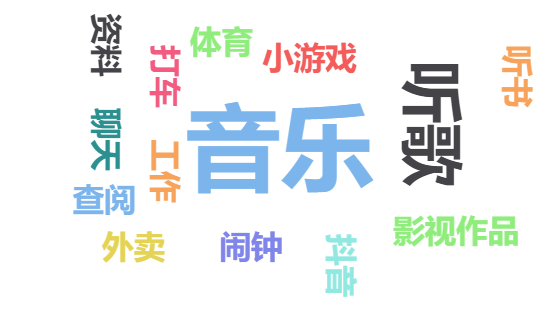 资料
打车
体育
小游戏
听歌
听书
聊天
工作
音乐
查阅
外卖
闹钟
抖音
影视作品